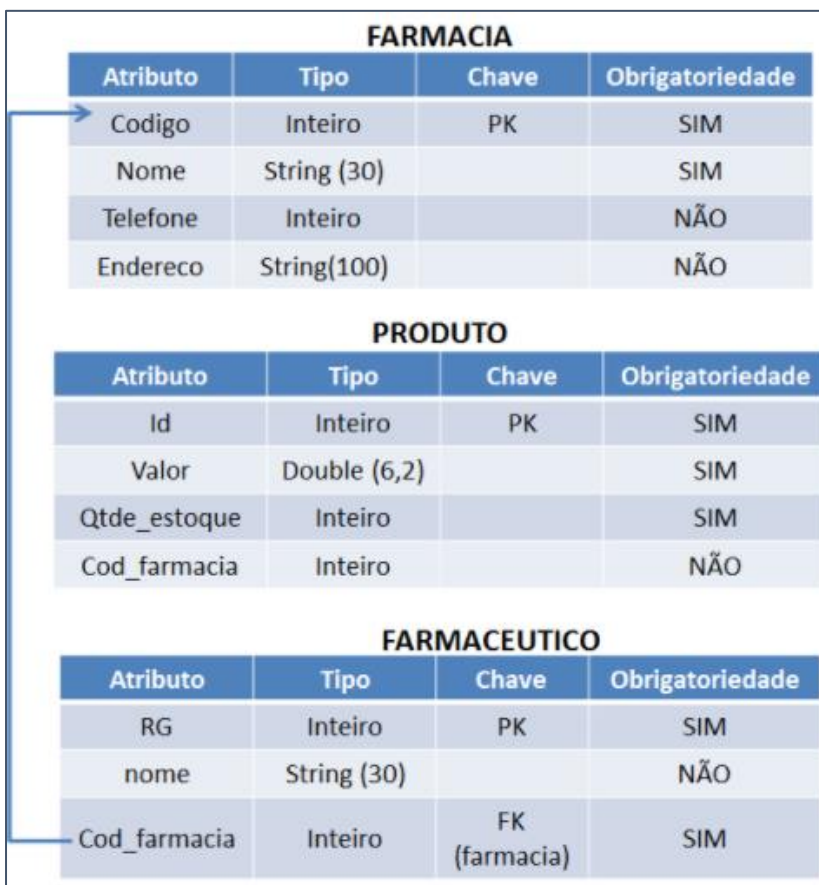 FARMACIA
Atributo Tipo Chave Obrigatoriedade
Codigo Inteiro PK SIM
Nome String (30) SIM
Telefone Inteiro NÃO
Endereco String(100) NÃO
PRODUTO
Atributo Tipo Chave Obrigatoriedade
Id Inteiro PK SIM
Valor Double (6,2) SIM
Qtde_estoque Inteiro SIM
Cod_farmacia Inteiro NÃO
FARMACEUTICO
Atributo Tipo Chave Obrigatoriedade
RG Inteiro PK SIM
nome String (30) NÃO
Cod_farmacia Inteiro FK (farmacia) SIM